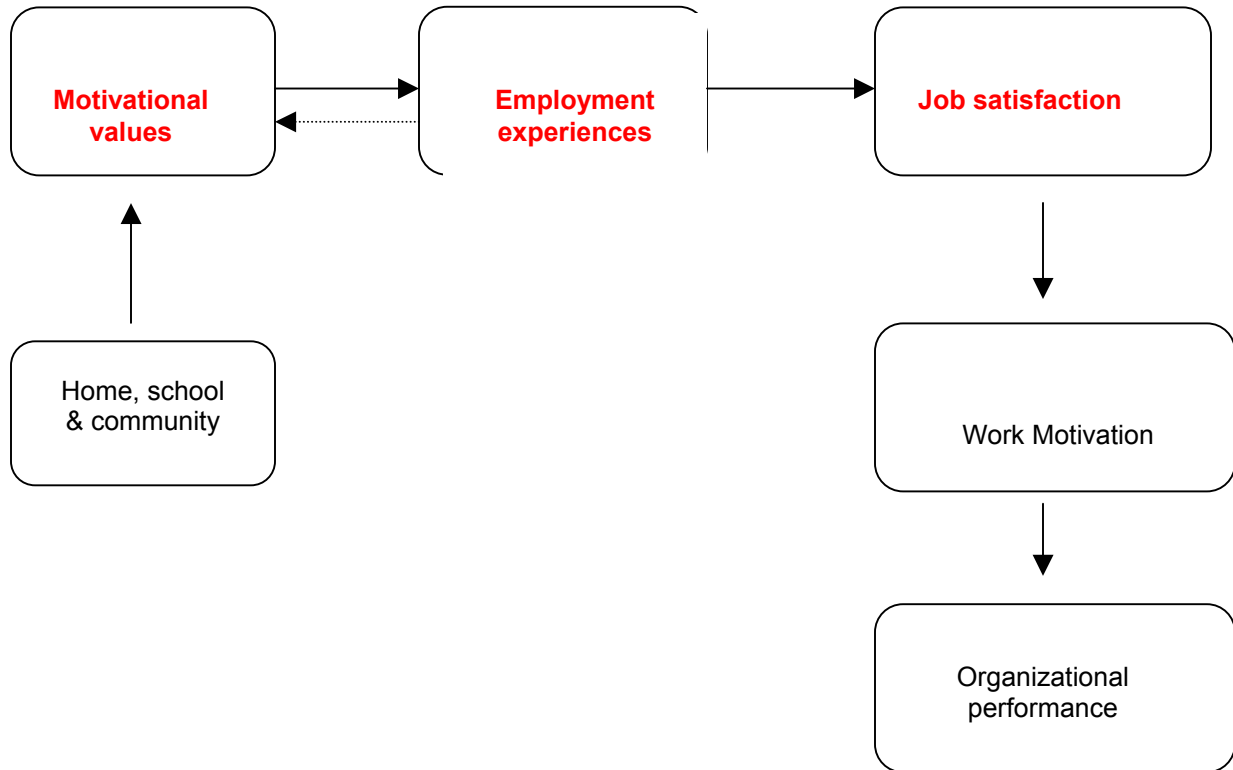 Motivational
values
Employment
experiences
Job satisfaction
Home, school
& community
Work Motivation
Organizational
performance